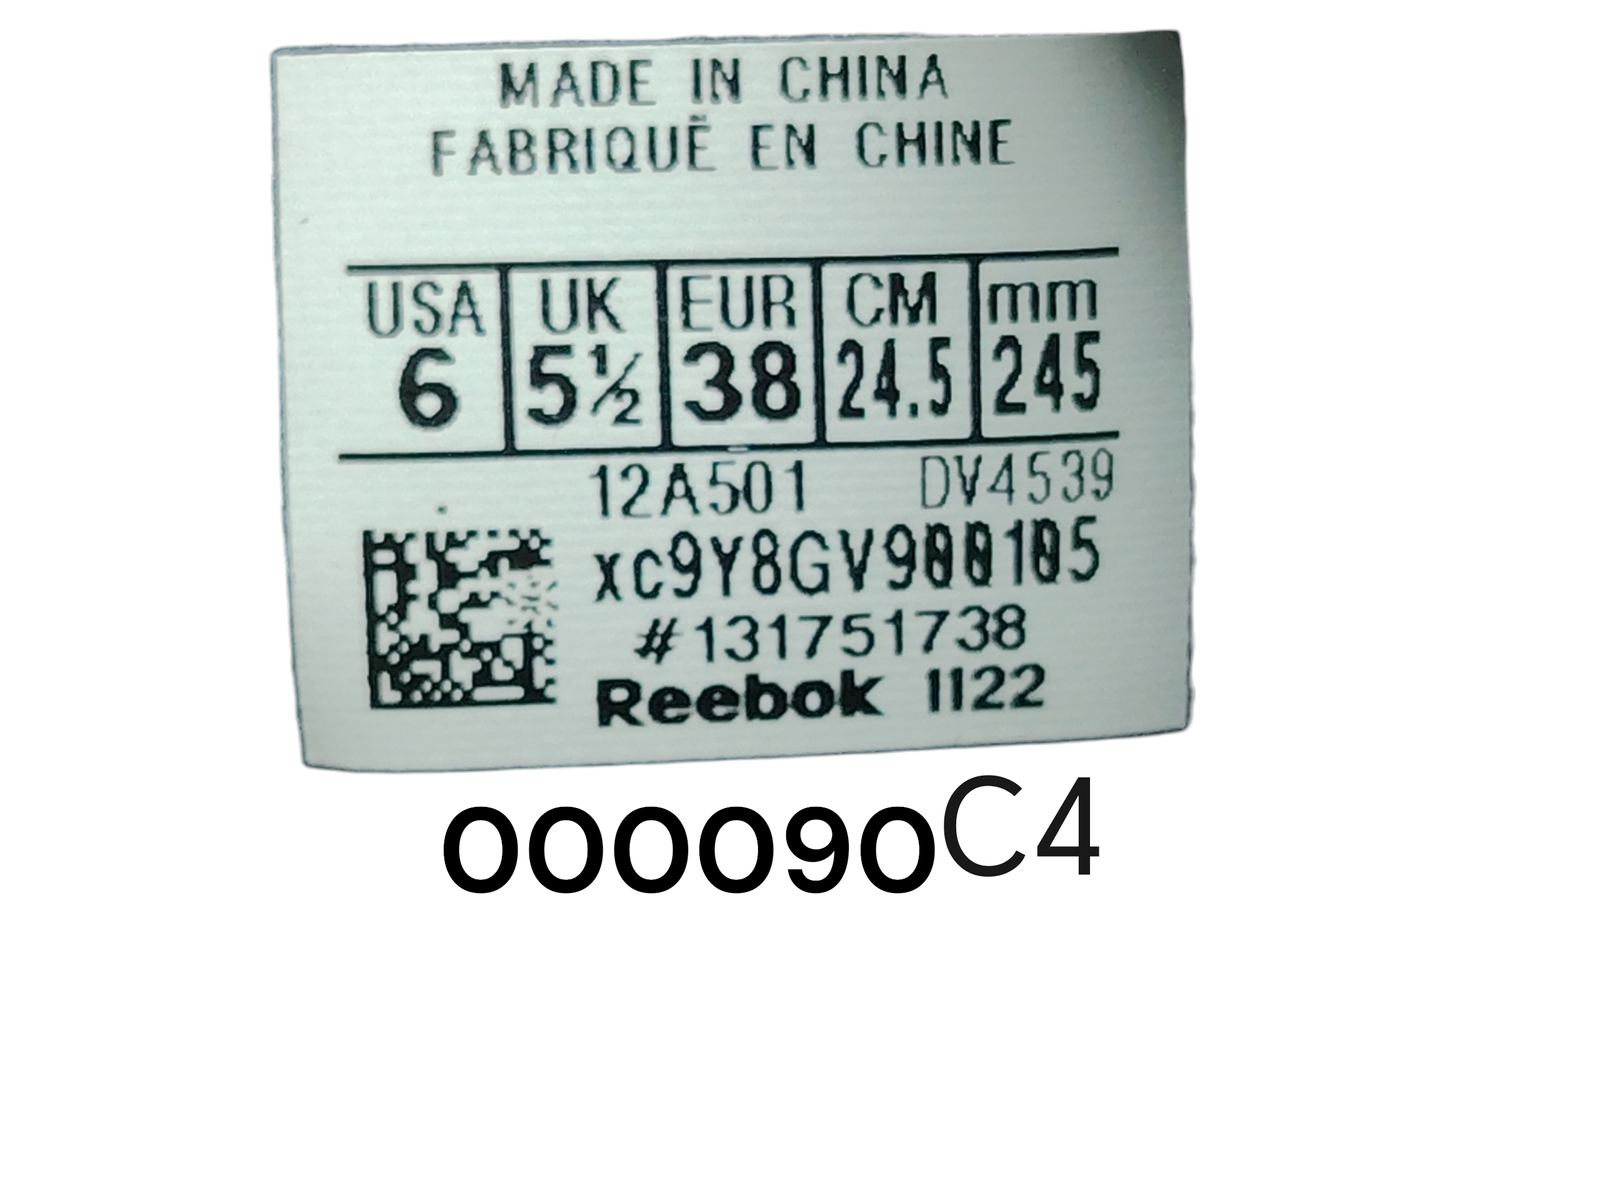 MADE IN CHINA
FABRIQUÉ EN CHINE
USA UK EUR CM mm
6 5½ 38 24.5 245
12A501 DV4539
xc9Y8GV900105
#131751738
Reebok 1122
000090C4